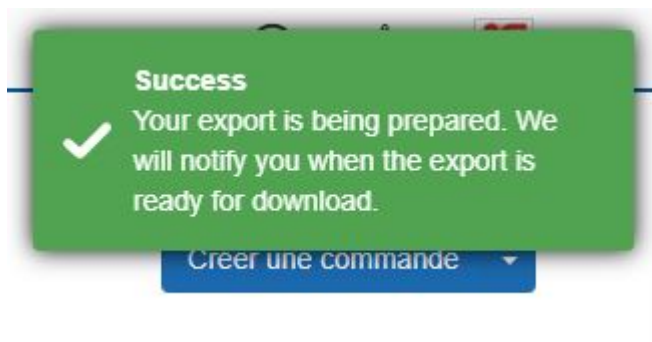 Success
Your export is being prepared. We
will notify you when the export is
ready for download.
Créer une commande